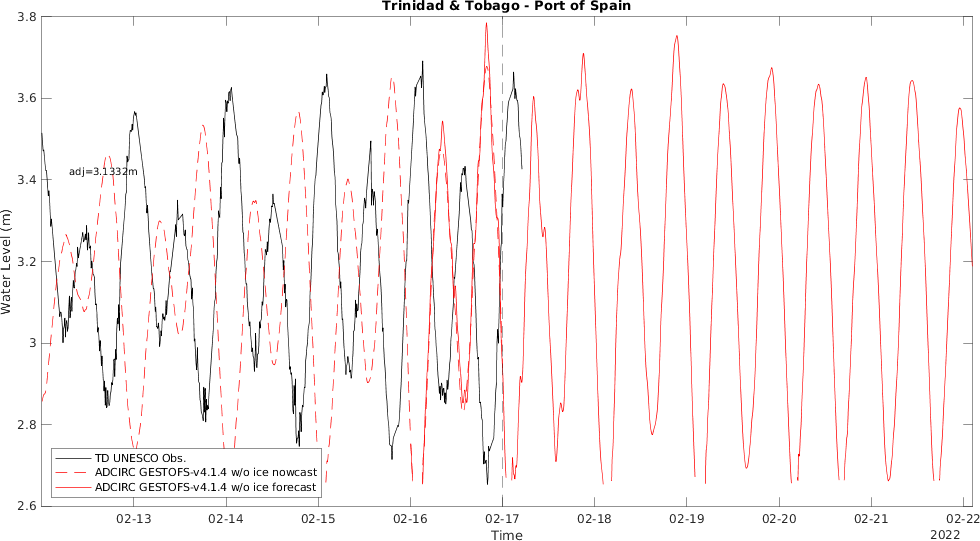 Trinidad & Tobago - Port of Spain
3.8
3.6
3.4
3.2
3
2.8
2.6
Water Level (m)
adj=3.1332m
TD UNESCO Obs.
ADCIRC GESTOFS-v4.1.4 w/o ice nowcast
ADCIRC GESTOFS-v4.1.4 w/o ice forecast
02-13 02-14 02-15 02-16 02-17 02-18 02-19 02-20 02-21 02-22
Time
2022